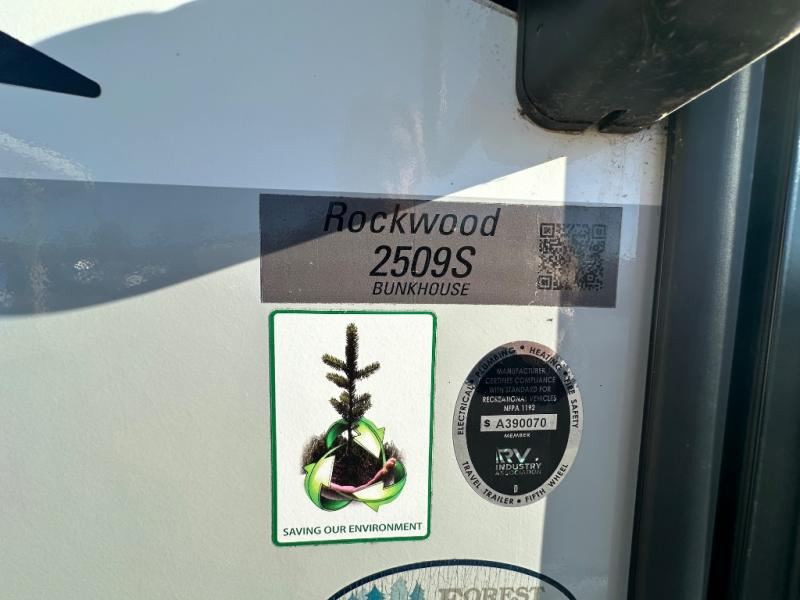 Rockwood
2509S
BUNKHOUSE
SAVING OUR ENVIRONMENT
ELECTRICAL • PLUMBING • HEATING • FIRE SAFETY
MANUFACTURER
CERTIFIES COMPLIANCE
WITH STANDARD FOR
RECREATIONAL VEHICLES
NFPA 1192
S A390070
MEMBER
RV
INDUSTRY
ASSOCIATION
D
TRAVEL TRAILER • FIFTH WHEEL
FOREST